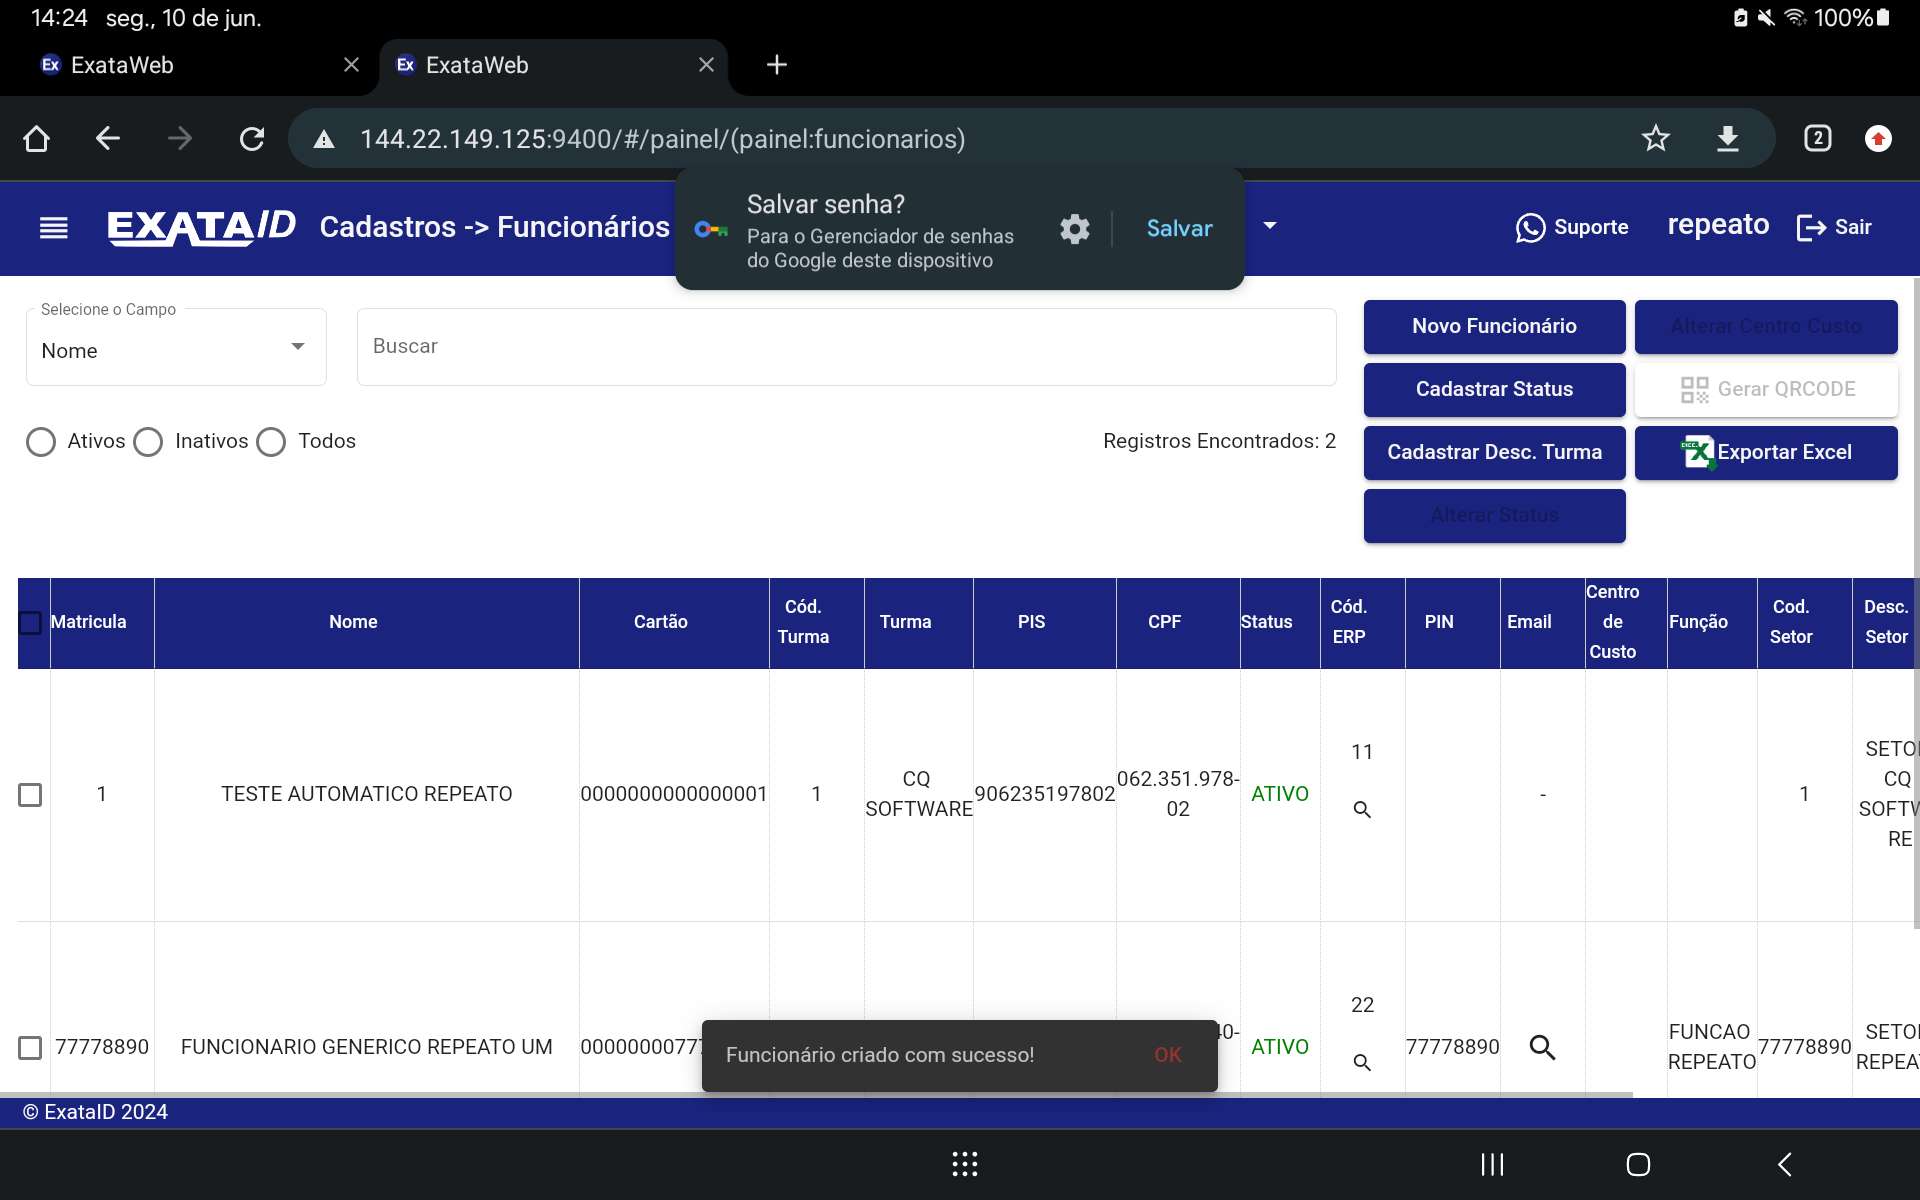 14:24 seg., 10 de jun.
100%
Ex ExataWeb
Ex ExataWeb
144.22.149.125:9400/#/painel/(painel:funcionarios)
2
EXATAID
Cadastros -> Funcionários
Salvar senha?
Para o Gerenciador de senhas
do Google deste dispositivo
Salvar
Suporte
repeato
Sair
Selecione o Campo
Nome
Buscar
Novo Funcionário
Alterar Centro Custo
Cadastrar Status
Gerar QRCODE
Ativos
Inativos
Todos
Registros Encontrados: 2
Cadastrar Desc. Turma
Exportar Excel
Alterar Status
Matricula
Nome
Cartão
Cód.
Turma
Turma
PIS
CPF
Status
Cód.
ERP
PIN
Email
Centro
de
Custo
Função
Cod.
Setor
Desc.
Setor
1
TESTE AUTOMATICO REPEATO
0000000000000001
1
CQ
SOFTWARE
906235197802
062.351.978-
02
ATIVO
11
-
1
SETO
CQ
SOFTW
RE
77778890
FUNCIONARIO GENERICO REPEATO UM
00000000777
40-
ATIVO
22
77778890
FUNCAO
REPEATO
77778890
SETO
REPEA
Funcionário criado com sucesso!
OK
© ExataID 2024